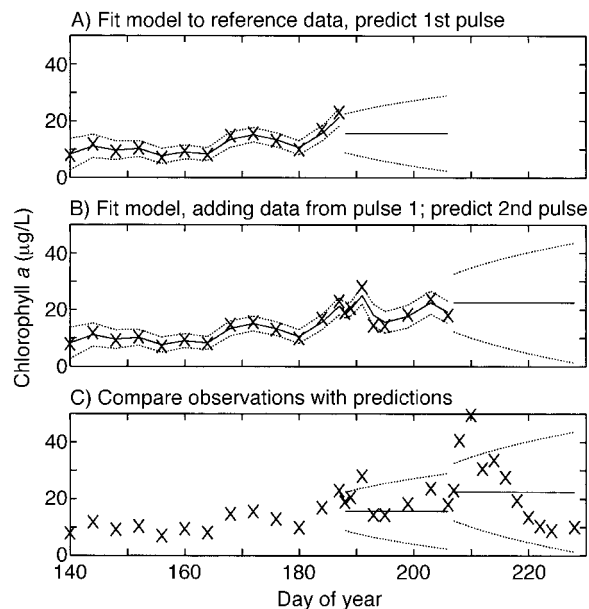 A) Fit model to reference data, predict 1st pulse
40
20
0
B) Fit model, adding data from pulse 1; predict 2nd pulse
40
20
0
Chlorophyll a (μg/L)
C) Compare observations with predictions
40
20
0
140 160 180 200 220
Day of year